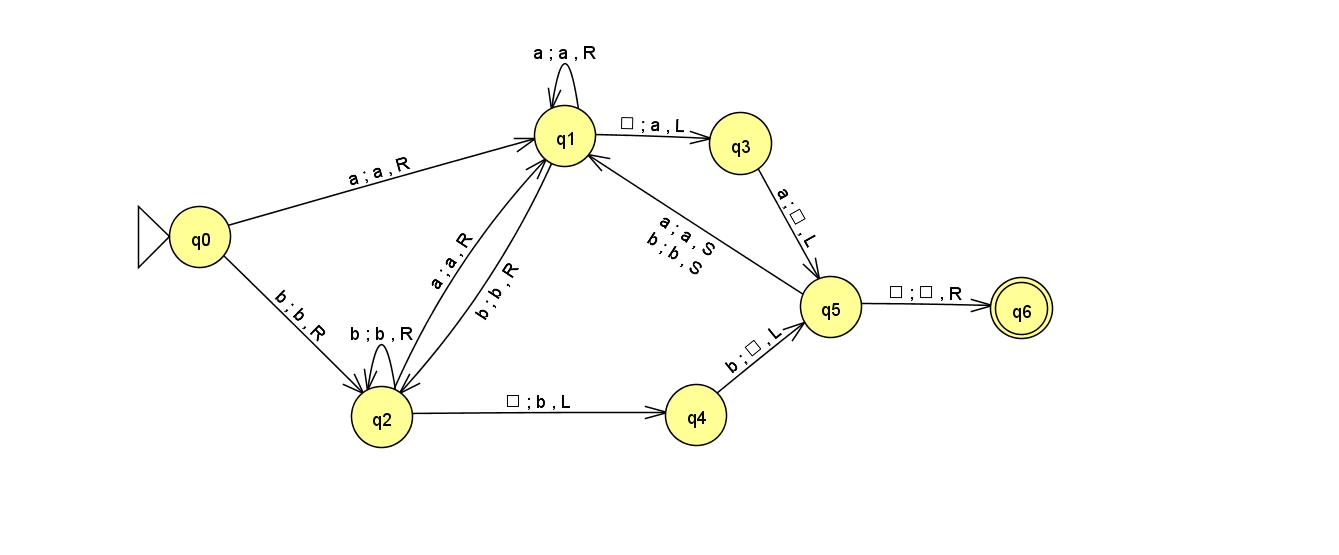 a ; a , R
q1
□ ; a , L
q3
a ; a , R
a ; □ , L
q0
a ; a , S
b ; b , S
a ; a , R
b ; b , R
b ; b , R
b ; b , R
□ ; □ , R
q5
q6
b ; □ , L
□ ; b , L
q2
q4